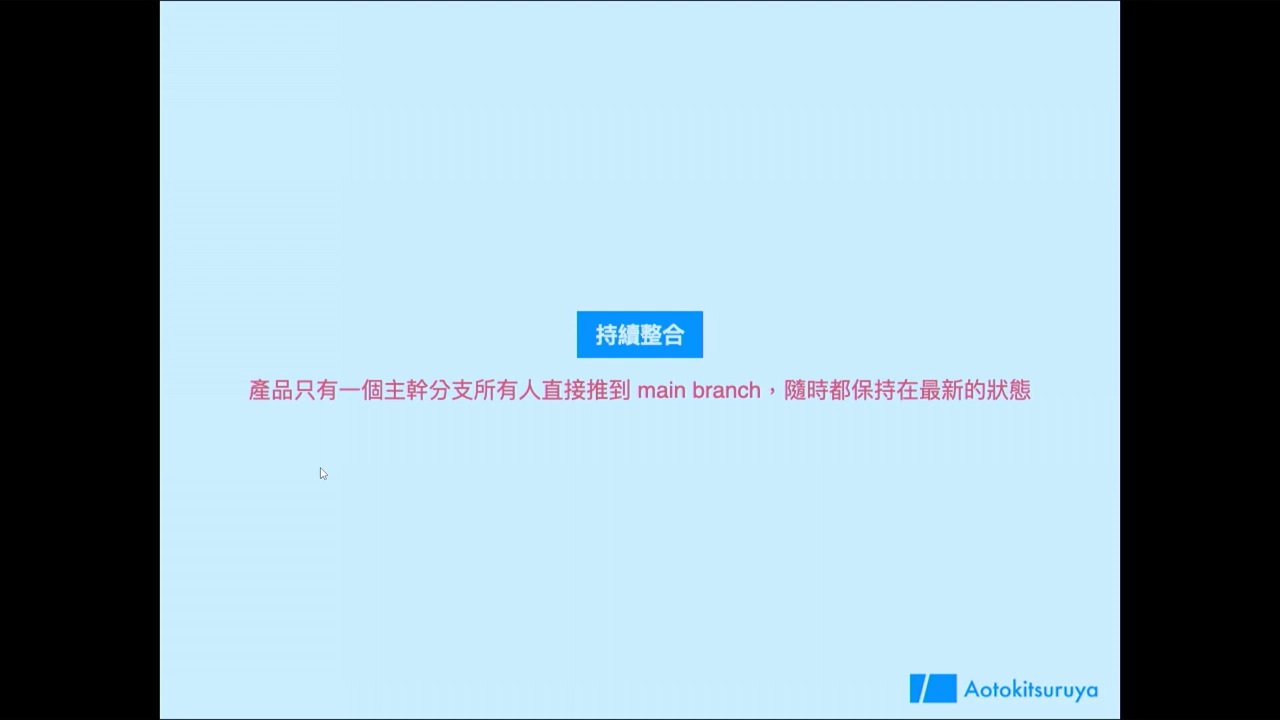 持續整合
產品只有一個主幹分支所有人直接推到 main branch，隨時都保持在最新的狀態
Aotokitsuruya